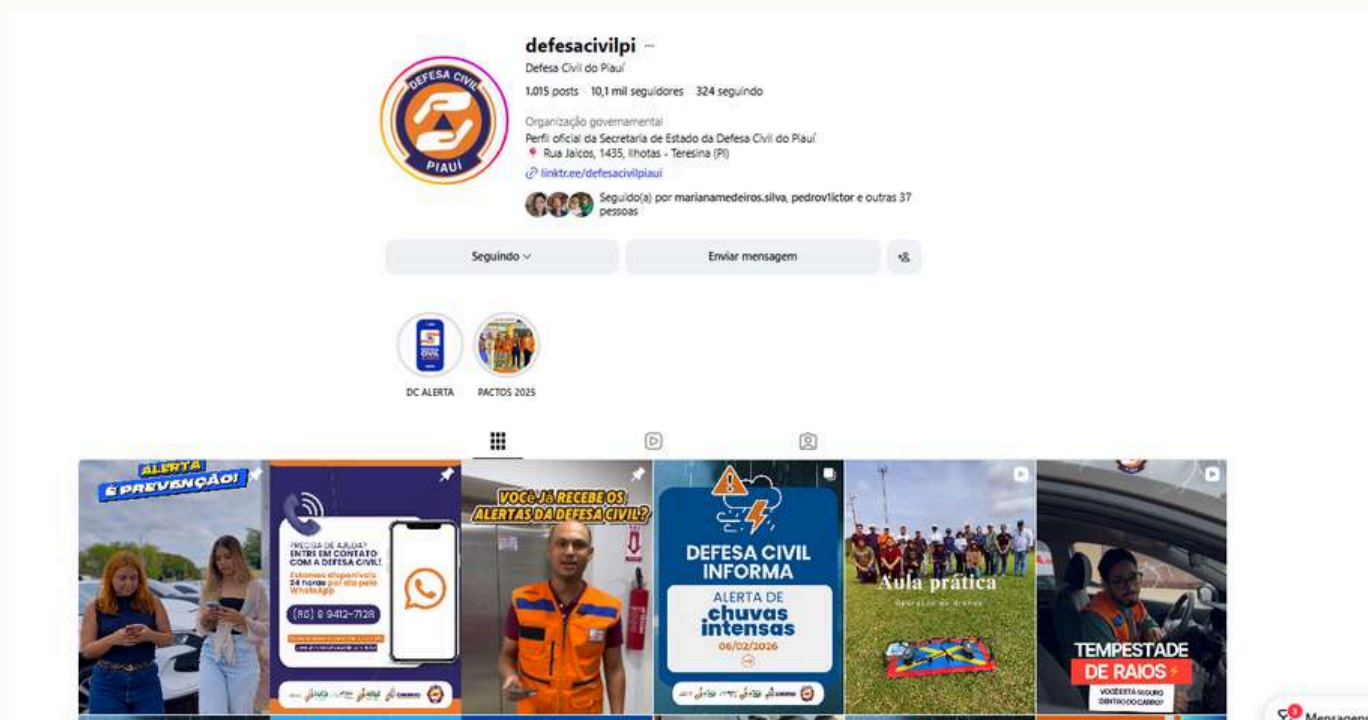 defesacivilpi ...
Defesa Civil do Piauí
1.015 posts 10,1 mil seguidores 324 seguindo
Organização governamental
Perfil oficial da Secretaria de Estado da Defesa Civil do Piauí
Rua Jaicos, 1435, Ilhotas - Teresina (PI)
linktr.ee/defesacivilpiaui
Seguido(a) por marianamedeiros.silva, pedrov1ictor e outras 37
pessoas
DEFESA CIVIL
PIAUÍ
Seguindo
Enviar mensagem
DC ALERTA
PACTOS 2025
ALERTA
É PREVENÇÃO!
PRECISA DE AJUDA?
ENTRE EM CONTATO
COM A DEFESA CIVIL!
Estamos disponíveis
24 horas por dia pelo
WhatsApp
(86) 9 9412-7128
VOCÊ JÁ RECEBE OS
ALERTAS DA DEFESA CIVIL?
DEFESA CIVIL
INFORMA
ALERTA DE
chuvas
intensas
06/02/2026
Aula prática
Operação de drones
TEMPESTADE
DE RAIOS
VOCÊ ESTÁ SEGURO
DENTRO DO CARRO?
3
Mensagens